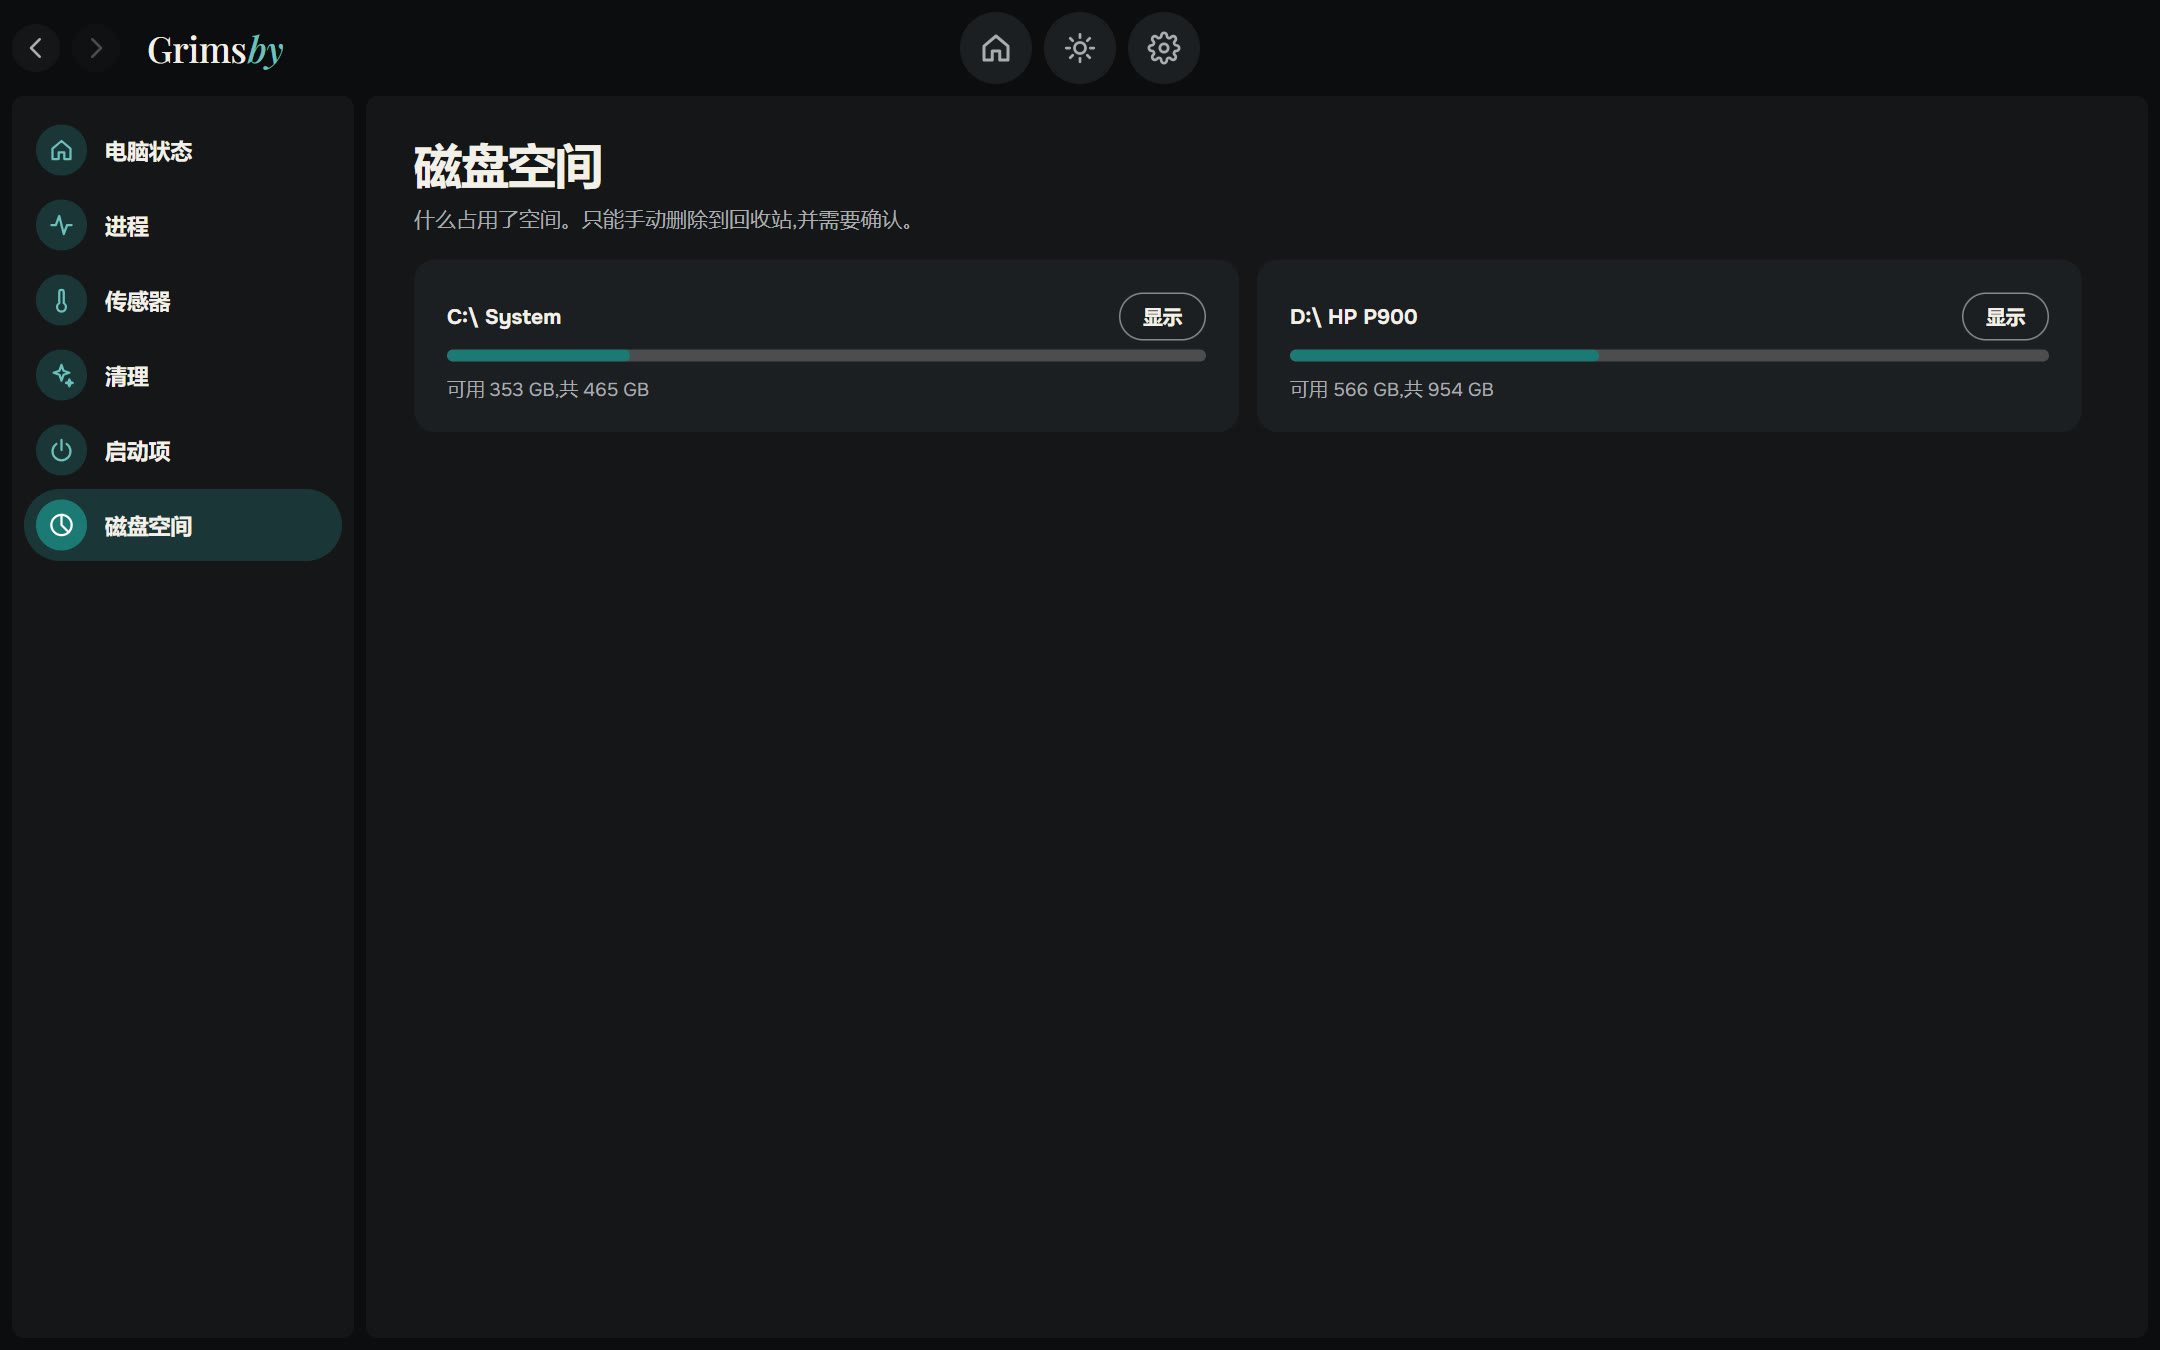 Grimsby
电脑状态
进程
传感器
清理
启动项
磁盘空间
磁盘空间
什么占用了空间。只能手动删除到回收站,并需要确认。
C:\ System
显示
可用 353 GB,共 465 GB
D:\ HP P900
显示
可用 566 GB,共 954 GB